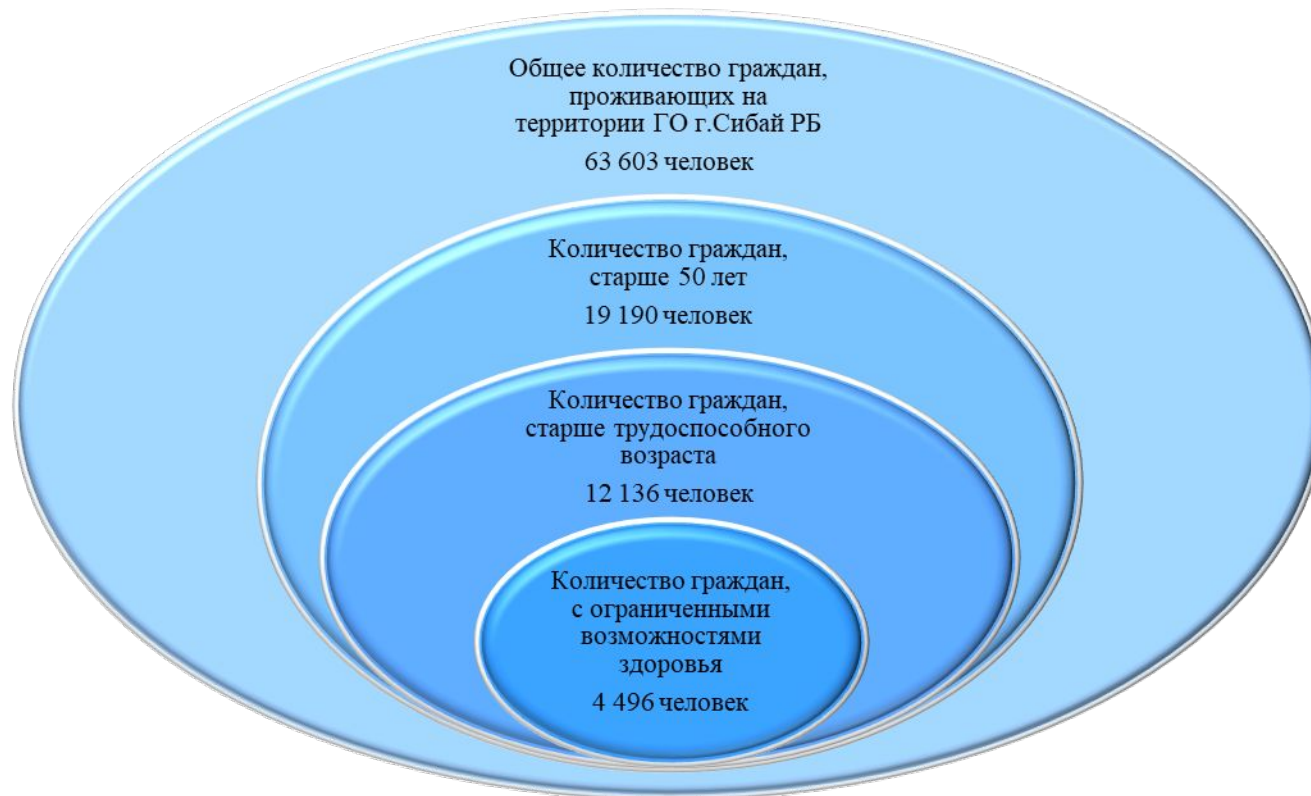 Общее количество граждан,
проживающих на
территории ГО г.Сибай РБ
63 603 человек
Количество граждан,
старше 50 лет
19 190 человек
Количество граждан,
старше трудоспособного
возраста
12 136 человек
Количество граждан,
с ограниченными
возможностями
здоровья
4 496 человек